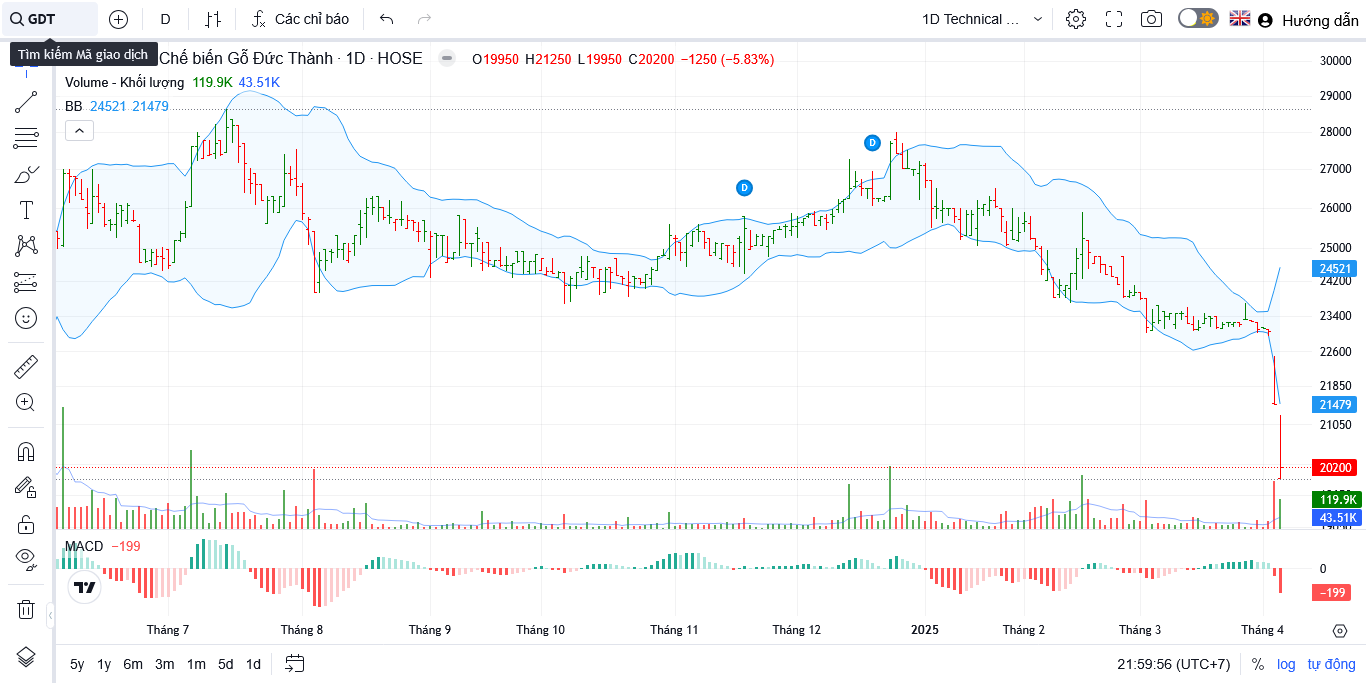 GDT
D
Các chỉ báo
1D Technical ...
Hướng dẫn
Tìm kiếm Mã giao dịch
Chế biến Gỗ Đức Thành · 1D · HOSE
O19950 H21250 L19950 C20200 −1250 (−5.83%)
Volume - Khối lượng 119.9K 43.51K
BB 24521 21479
D
D
30000
29000
28000
27000
26000
25000
24521
24200
23400
22600
21850
21479
21050
20200
119.9K
43.51K
MACD −199
0
−199
Tháng 7
Tháng 8
Tháng 9
Tháng 10
Tháng 11
Tháng 12
2025
Tháng 2
Tháng 3
Tháng 4
5y 1y 6m 3m 1m 5d 1d
21:59:56 (UTC+7)
% log tự động